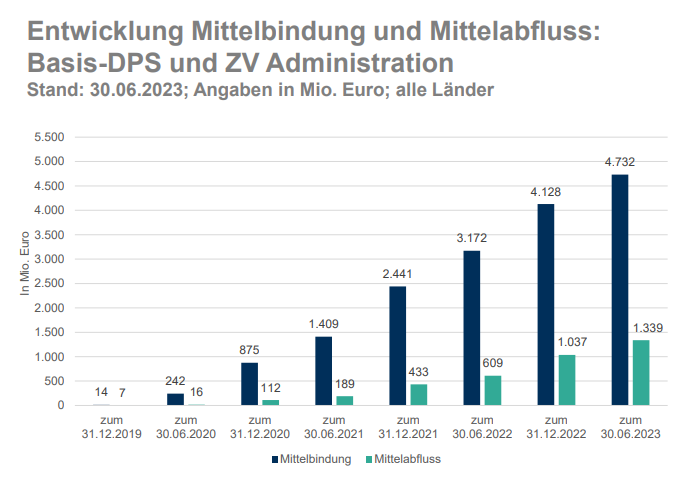 Entwicklung Mittelbindung und Mittelabfluss:
Basis-DPS und ZV Administration
Stand: 30.06.2023; Angaben in Mio. Euro; alle Länder
In Mio. Euro
5.500
5.000
4.500
4.000
3.500
3.000
2.500
2.000
1.500
1.000
500
0
14 7
242 16
875 112
1.409 189
2.441 433
3.172 609
4.128 1.037
4.732 1.339
zum 31.12.2019
zum 30.06.2020
zum 31.12.2020
zum 30.06.2021
zum 31.12.2021
zum 30.06.2022
zum 31.12.2022
zum 30.06.2023
Mittelbindung Mittelabfluss